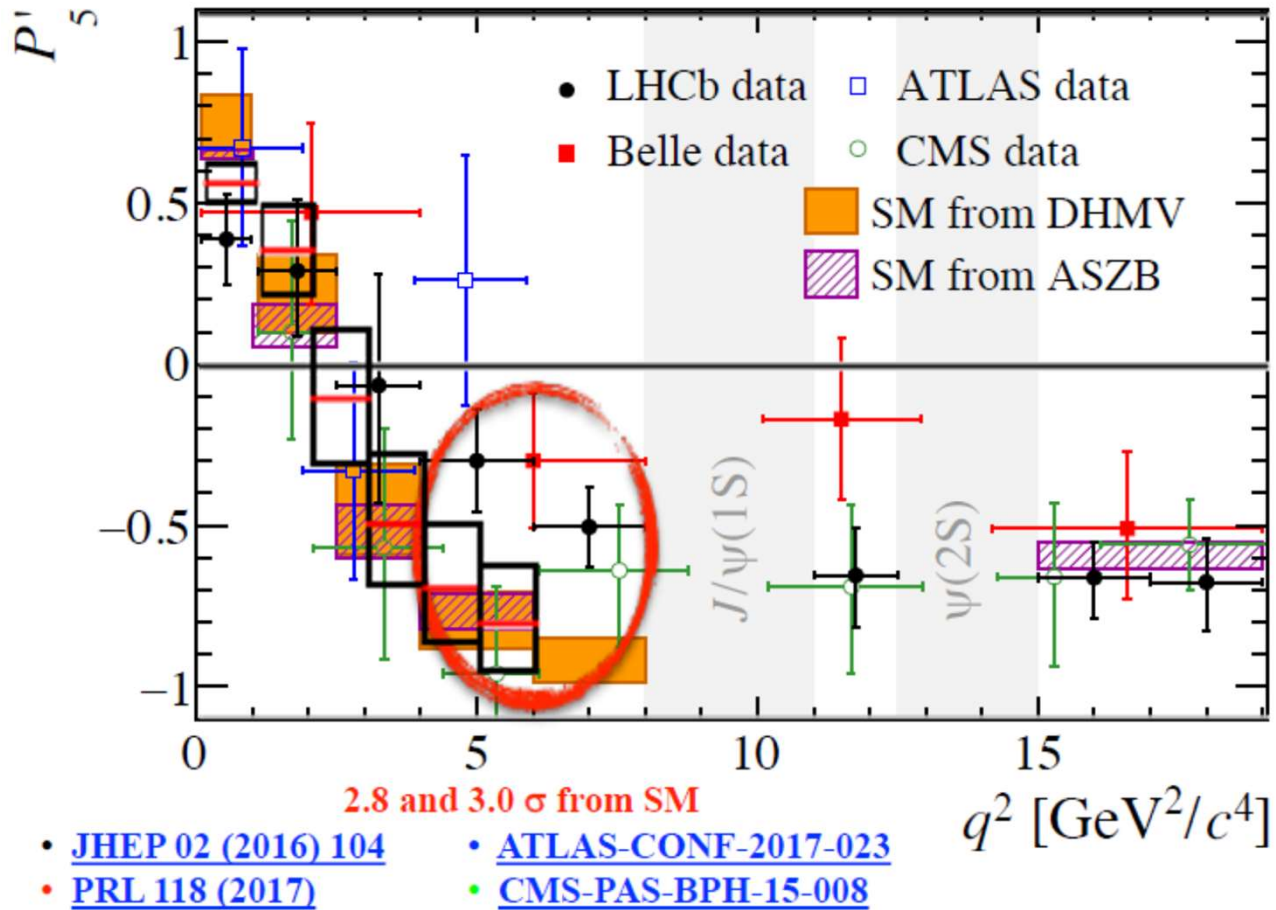 P'5
1
0.5
0
−0.5
−1
LHCb data
ATLAS data
Belle data
CMS data
SM from DHMV
SM from ASZB
J/ψ(1S)
ψ(2S)
0 5 10 15
q² [GeV²/c⁴]
2.8 and 3.0 σ from SM
• JHEP 02 (2016) 104
• ATLAS-CONF-2017-023
• PRL 118 (2017)
• CMS-PAS-BPH-15-008